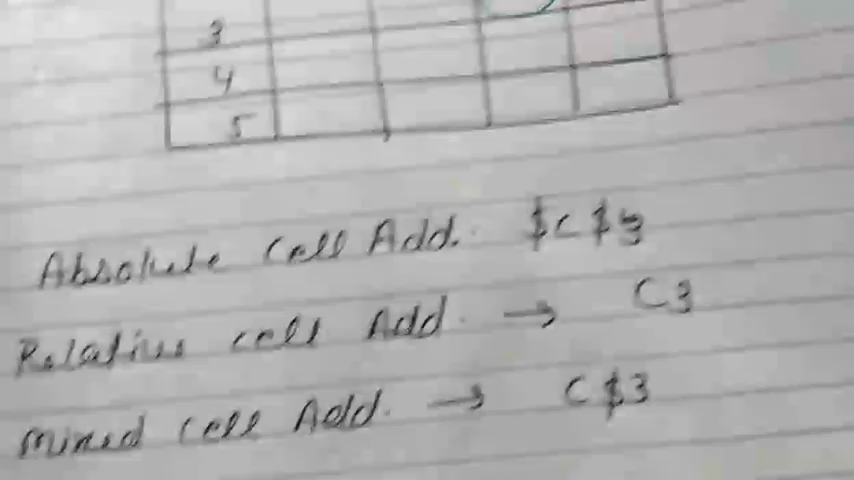 3
4
5
Absolute Cell Add. $C$3
Relative cell Add. → C3
Mixed Cell Add. → C$3